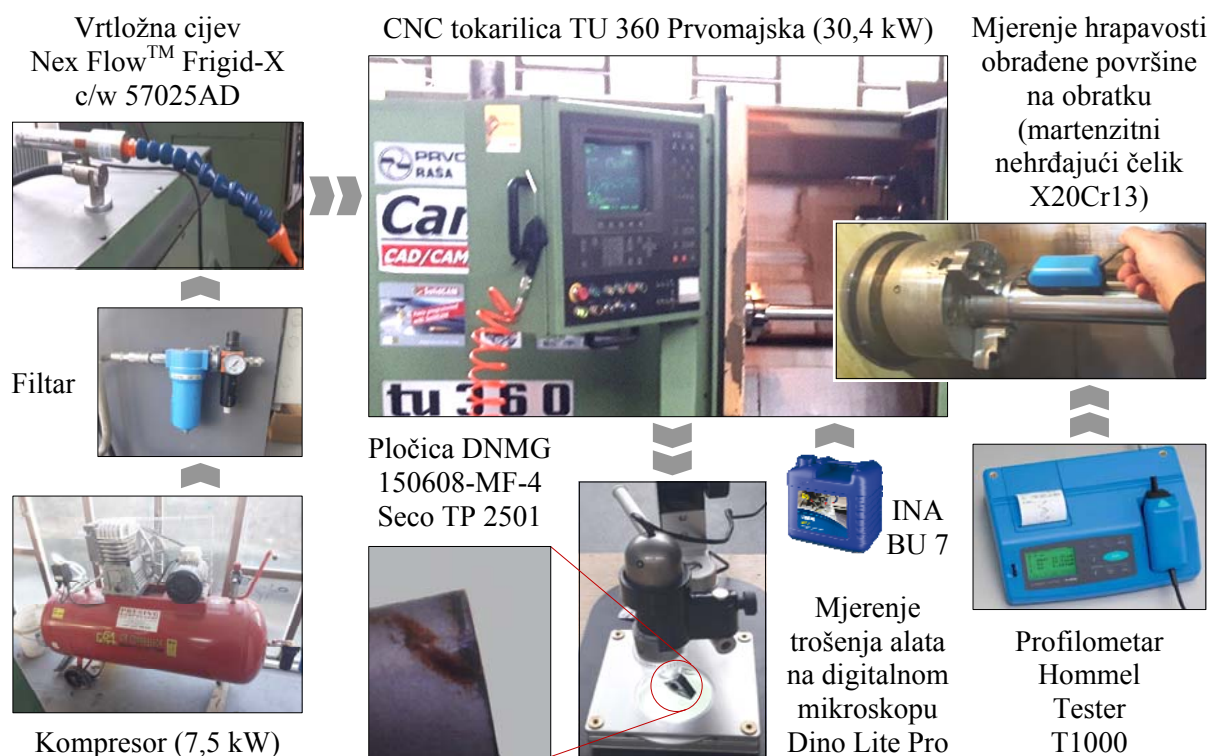 Vrtložna cijev
Nex Flow™ Frigid-X
c/w 57025AD
CNC tokarilica TU 360 Prvomajska (30,4 kW)
Mjerenje hrapavosti
obrađene površine
na obratku
(martenzitni
nehrđajući čelik
X20Cr13)
PRVO
RAŠA
Cam
CAD/CAM
SolidCAM
tu 360
Filtar
Kompresor (7,5 kW)
Pločica DNMG
150608-MF-4
Seco TP 2501
INA
BU 7
Mjerenje
trošenja alata
na digitalnom
mikroskopu
Dino Lite Pro
Profilometar
Hommel
Tester
T1000